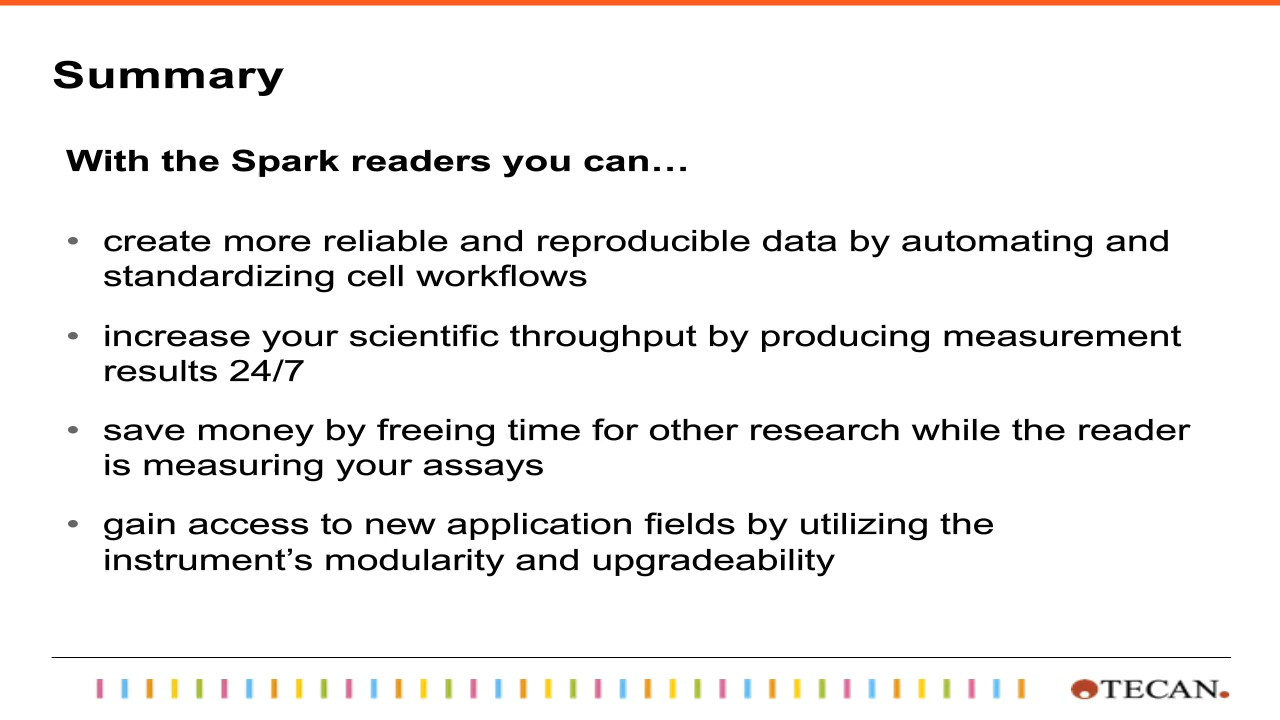 Summary
With the Spark readers you can…
• create more reliable and reproducible data by automating and
standardizing cell workflows
• increase your scientific throughput by producing measurement
results 24/7
• save money by freeing time for other research while the reader
is measuring your assays
• gain access to new application fields by utilizing the
instrument’s modularity and upgradeability
TECAN.